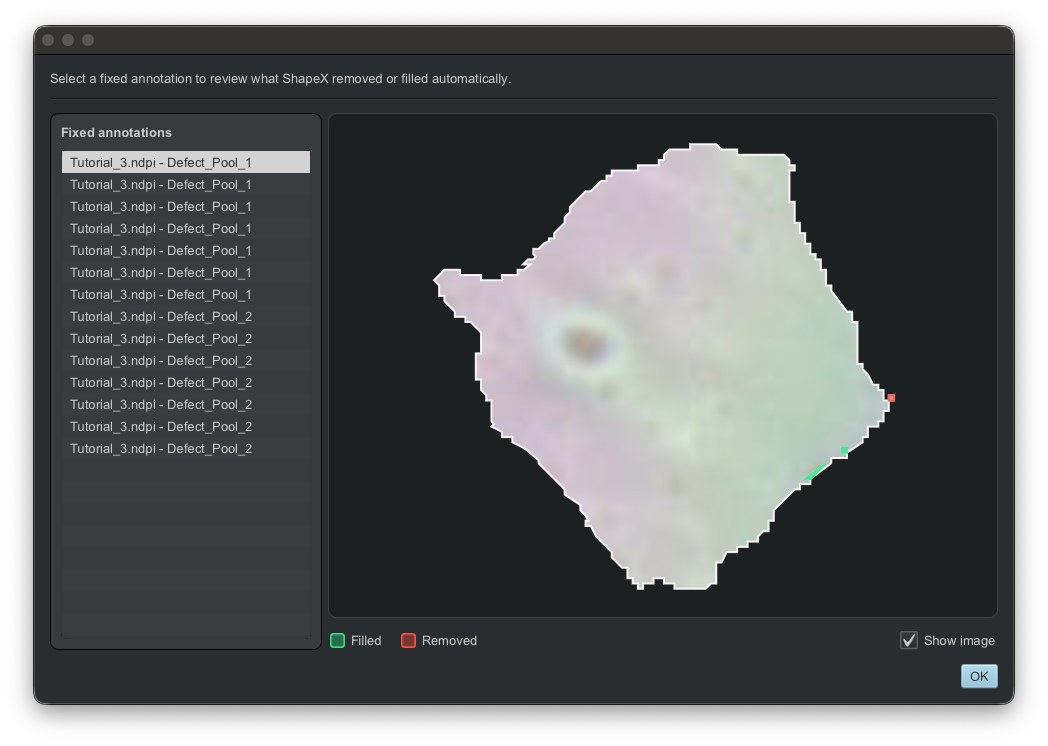 Select a fixed annotation to review what ShapeX removed or filled automatically.
Fixed annotations
Tutorial_3.ndpi - Defect_Pool_1
Tutorial_3.ndpi - Defect_Pool_1
Tutorial_3.ndpi - Defect_Pool_1
Tutorial_3.ndpi - Defect_Pool_1
Tutorial_3.ndpi - Defect_Pool_1
Tutorial_3.ndpi - Defect_Pool_1
Tutorial_3.ndpi - Defect_Pool_1
Tutorial_3.ndpi - Defect_Pool_2
Tutorial_3.ndpi - Defect_Pool_2
Tutorial_3.ndpi - Defect_Pool_2
Tutorial_3.ndpi - Defect_Pool_2
Tutorial_3.ndpi - Defect_Pool_2
Tutorial_3.ndpi - Defect_Pool_2
Tutorial_3.ndpi - Defect_Pool_2
Filled Removed Show image
OK